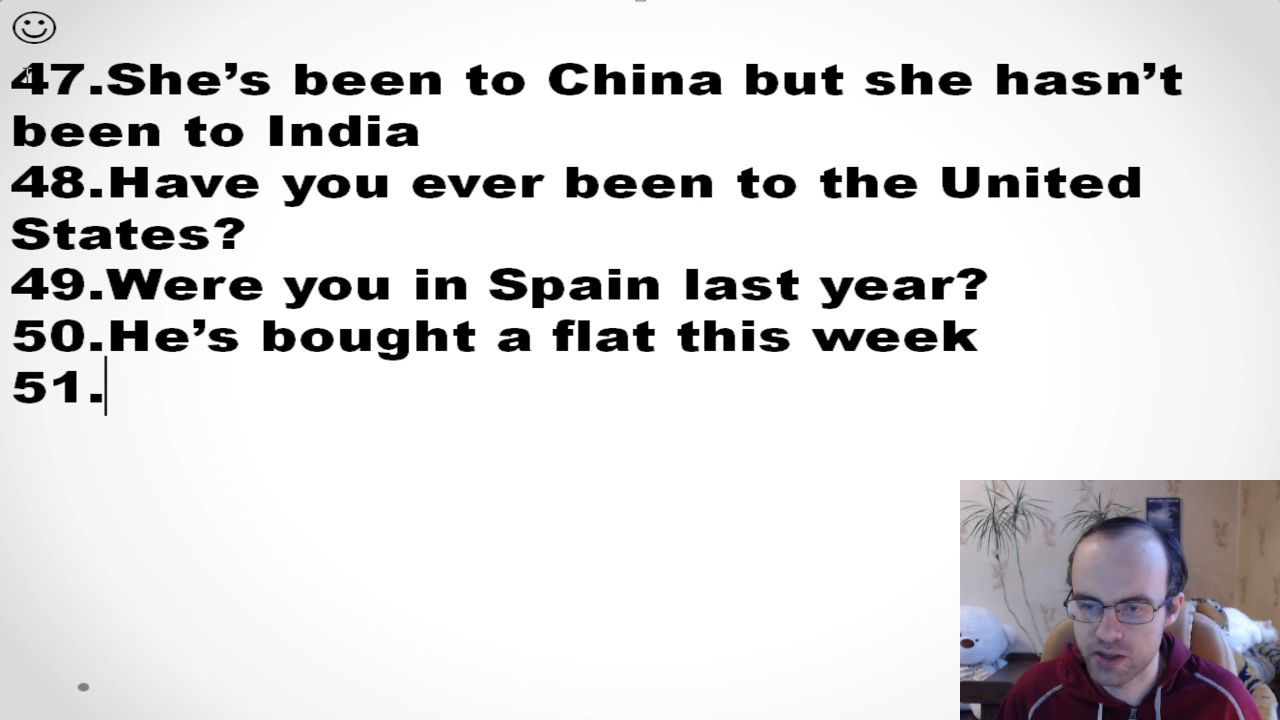 47.She’s been to China but she hasn’t
been to India
48.Have you ever been to the United
States?
49.Were you in Spain last year?
50.He’s bought a flat this week
51.